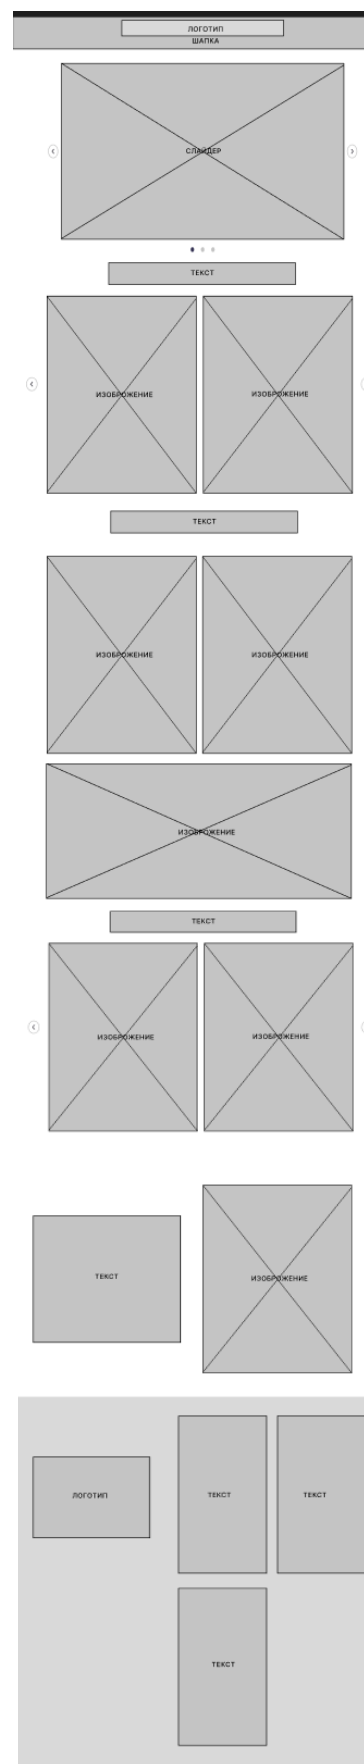 ЛОГОТИП
ШАПКА
СЛАЙДЕР
ТЕКСТ
ИЗОБРОЖЕНИЕ ИЗОБРОЖЕНИЕ
ТЕКСТ
ИЗОБРОЖЕНИЕ ИЗОБРОЖЕНИЕ
ИЗОБРОЖЕНИЕ
ТЕКСТ
ИЗОБРОЖЕНИЕ ИЗОБРОЖЕНИЕ
ТЕКСТ ИЗОБРОЖЕНИЕ
ЛОГОТИП ТЕКСТ ТЕКСТ
ТЕКСТ